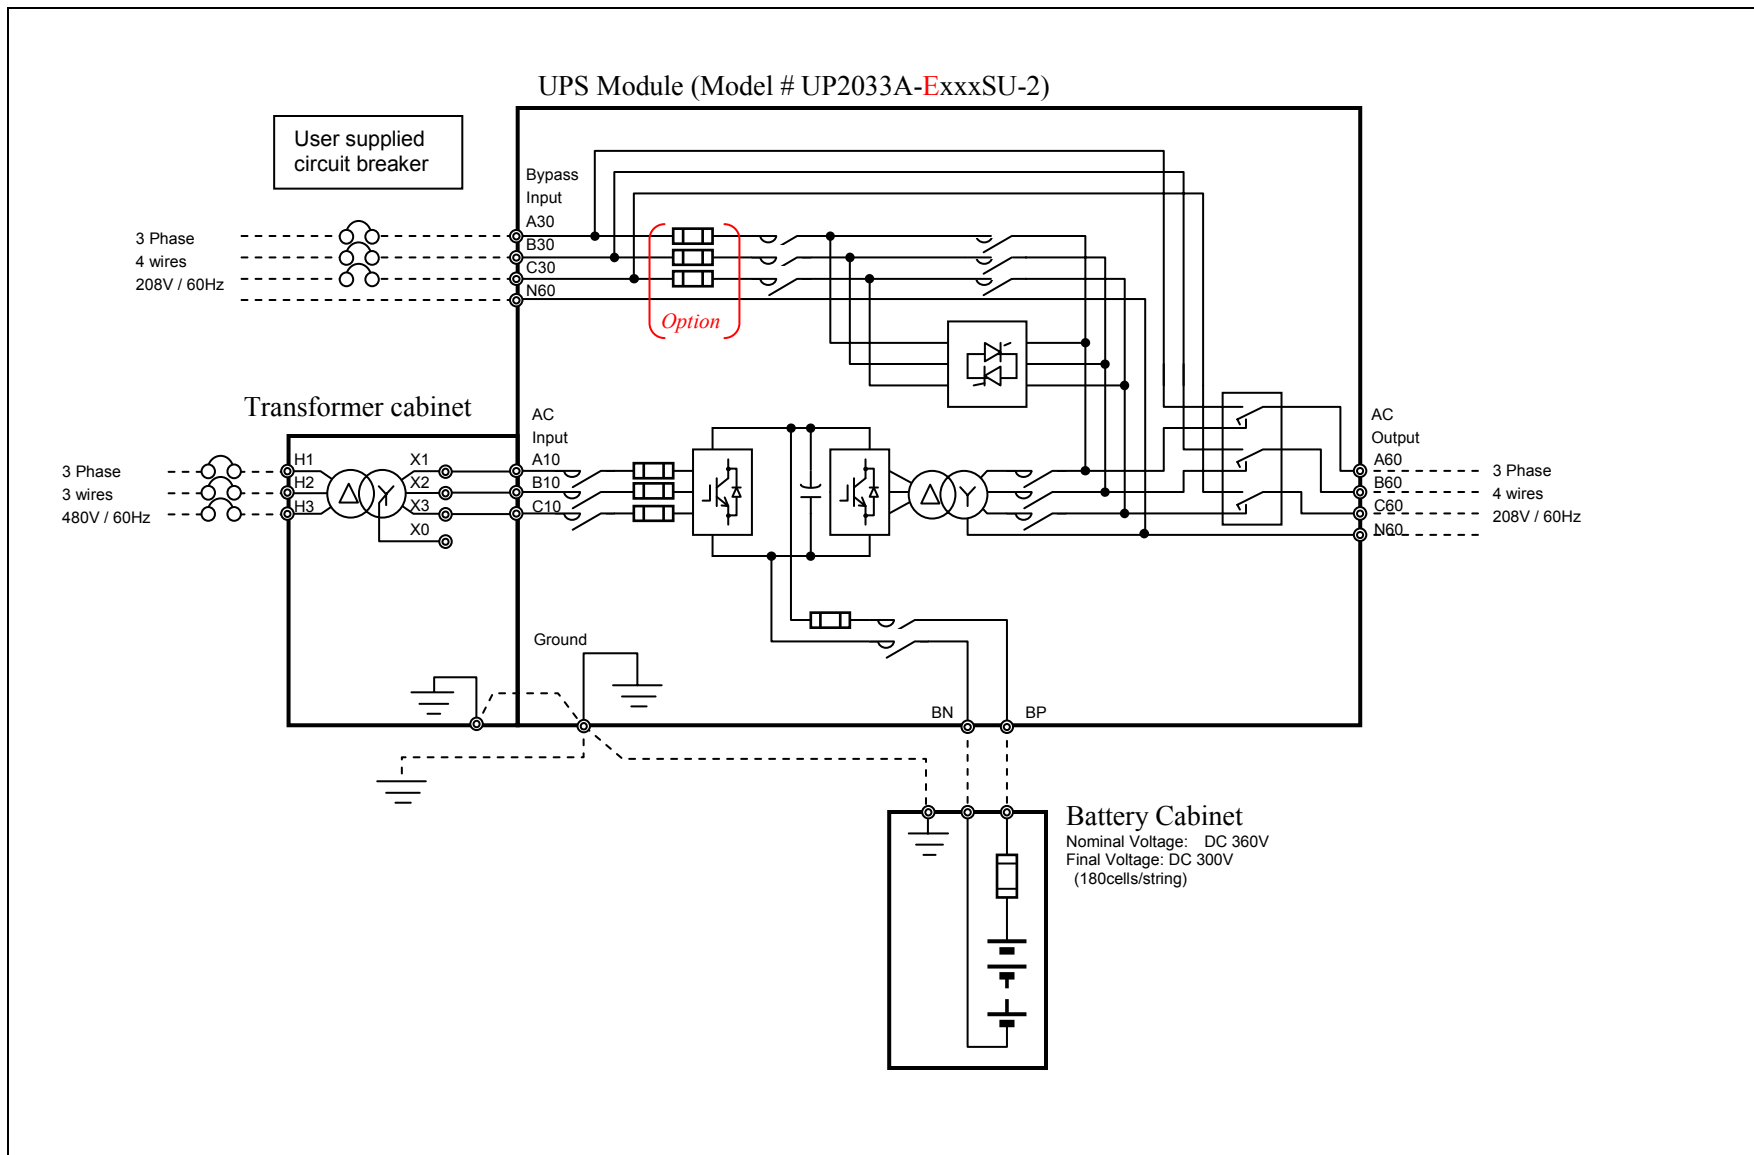 UPS Module (Model # UP2033A-ExxxSU-2)
User supplied
circuit breaker
Bypass
Input
A30
B30
C30
N60
3 Phase
4 wires
208V / 60Hz
Option
Transformer cabinet
AC
Input
A10
B10
C10
H1
H2
H3
X1
X2
X3
X0
3 Phase
3 wires
480V / 60Hz
AC
Output
A60
B60
C60
N60
3 Phase
4 wires
208V / 60Hz
Ground
BN
BP
Battery Cabinet
Nominal Voltage: DC 360V
Final Voltage: DC 300V
(180cells/string)